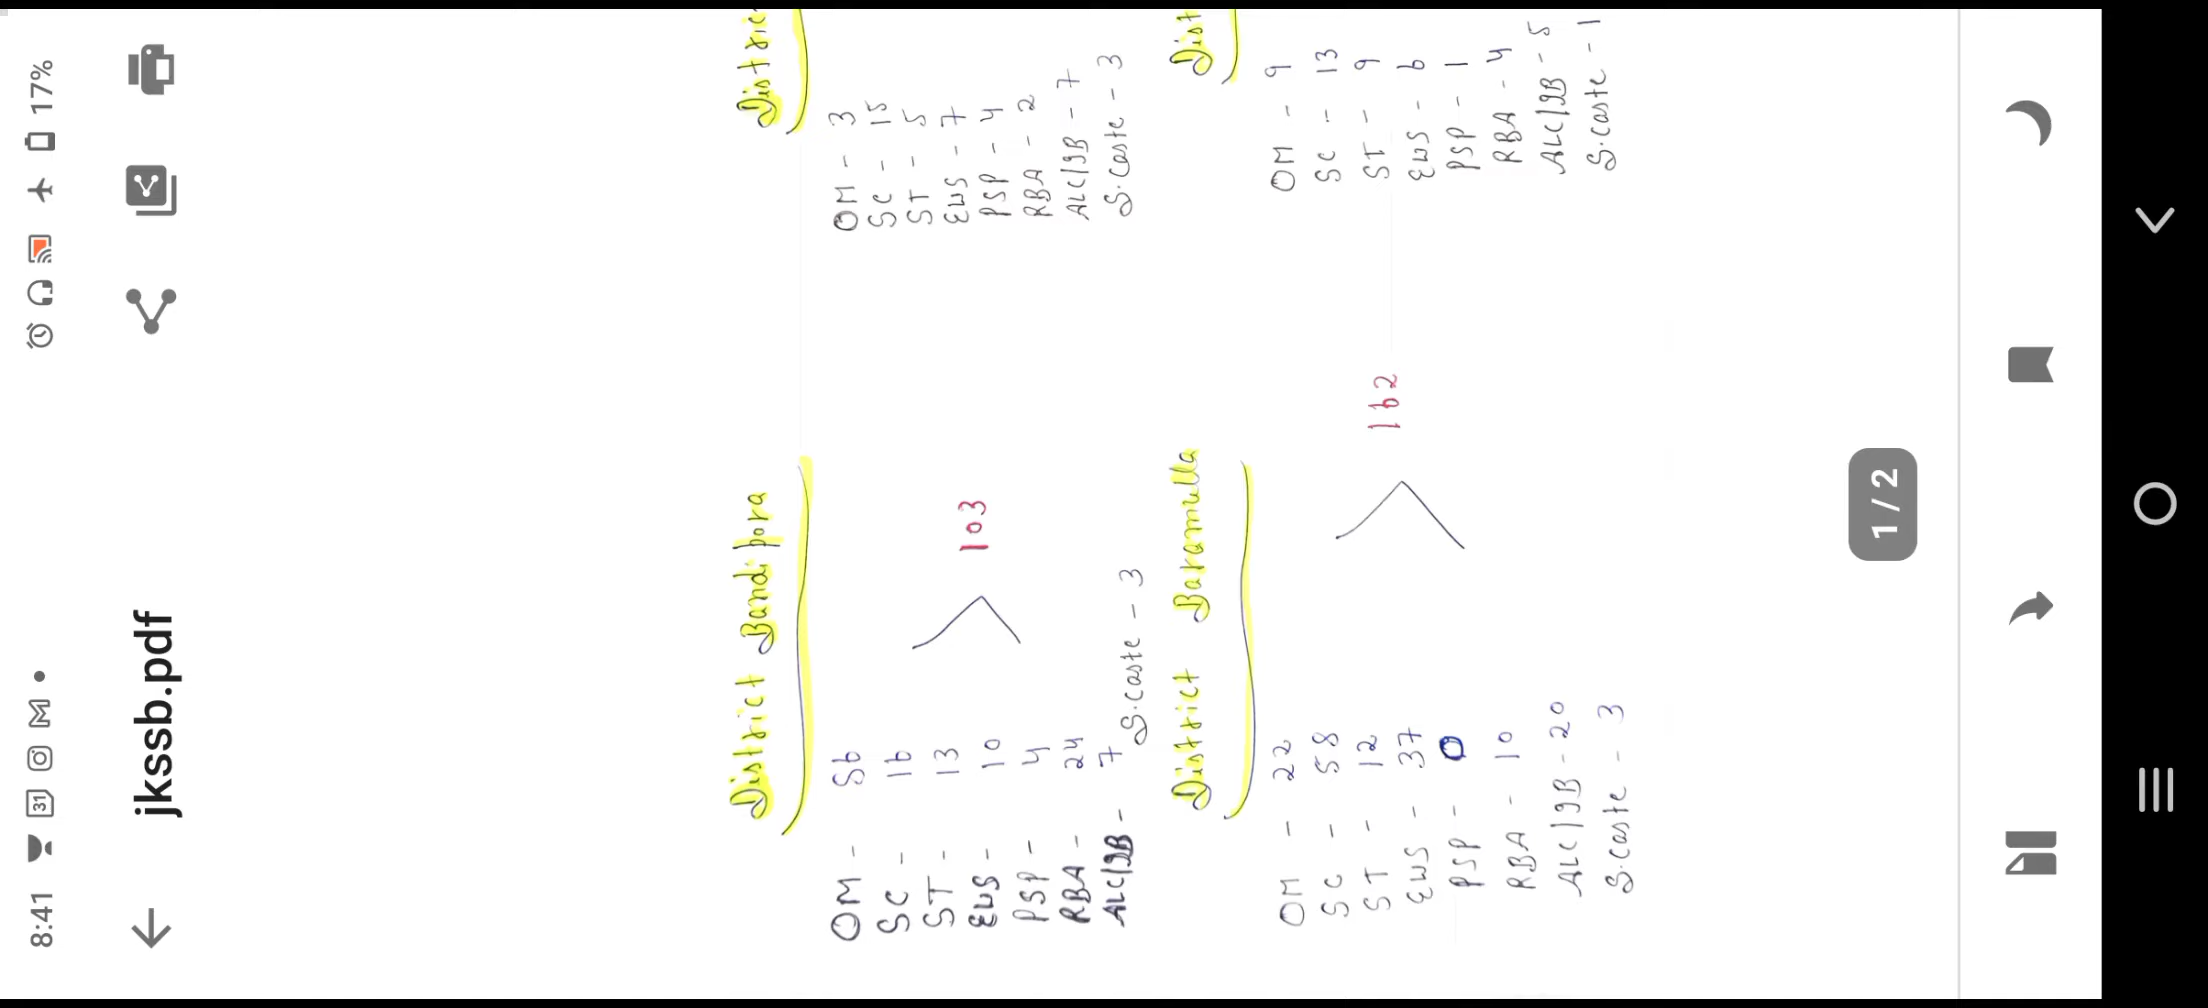 8:41 31 17%
jkssb.pdf
District Bandipora
OM - 56
SC - 16
ST - 13
EWS - 10
PSP - 4
RBA - 24
ALC/IB - 7
S.caste - 3
103
Distric
OM - 3
SC - 15
ST - 5
EWS - 7
PSP - 4
RBA - 2
ALC/IB - 7
S.caste - 3
District Baramulla
OM - 22
SC - 58
ST - 12
EWS - 37
PSP - 0
RBA - 10
ALC/IB - 20
S.caste - 3
162
Dist
OM - 9
SC - 13
ST - 9
EWS - 6
PSP - 1
RBA - 4
ALC/IB - 5
S.caste - 1
1 / 2